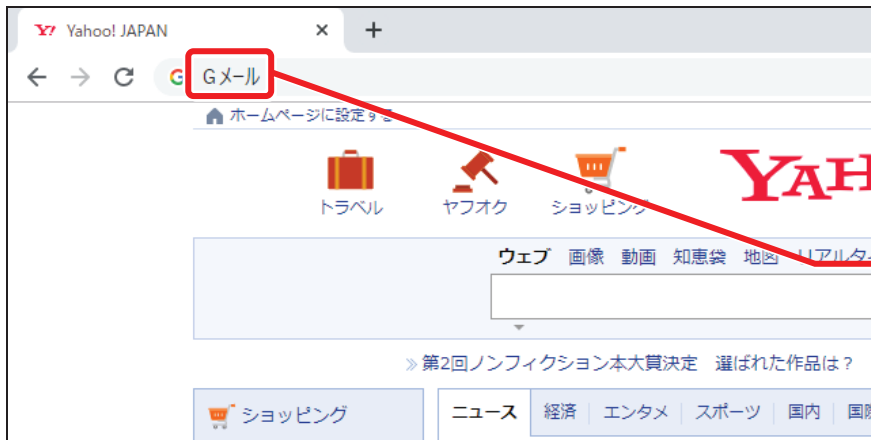 Y! Yahoo! JAPAN
G Gメール
ホームページに設定する
トラベル ヤフオク ショッピング
YAH
ウェブ 画像 動画 知恵袋 地図 リアルタ
第2回ノンフィクション本大賞決定 選ばれた作品は？
ショッピング
ニュース 経済 エンタメ スポーツ 国内 国際